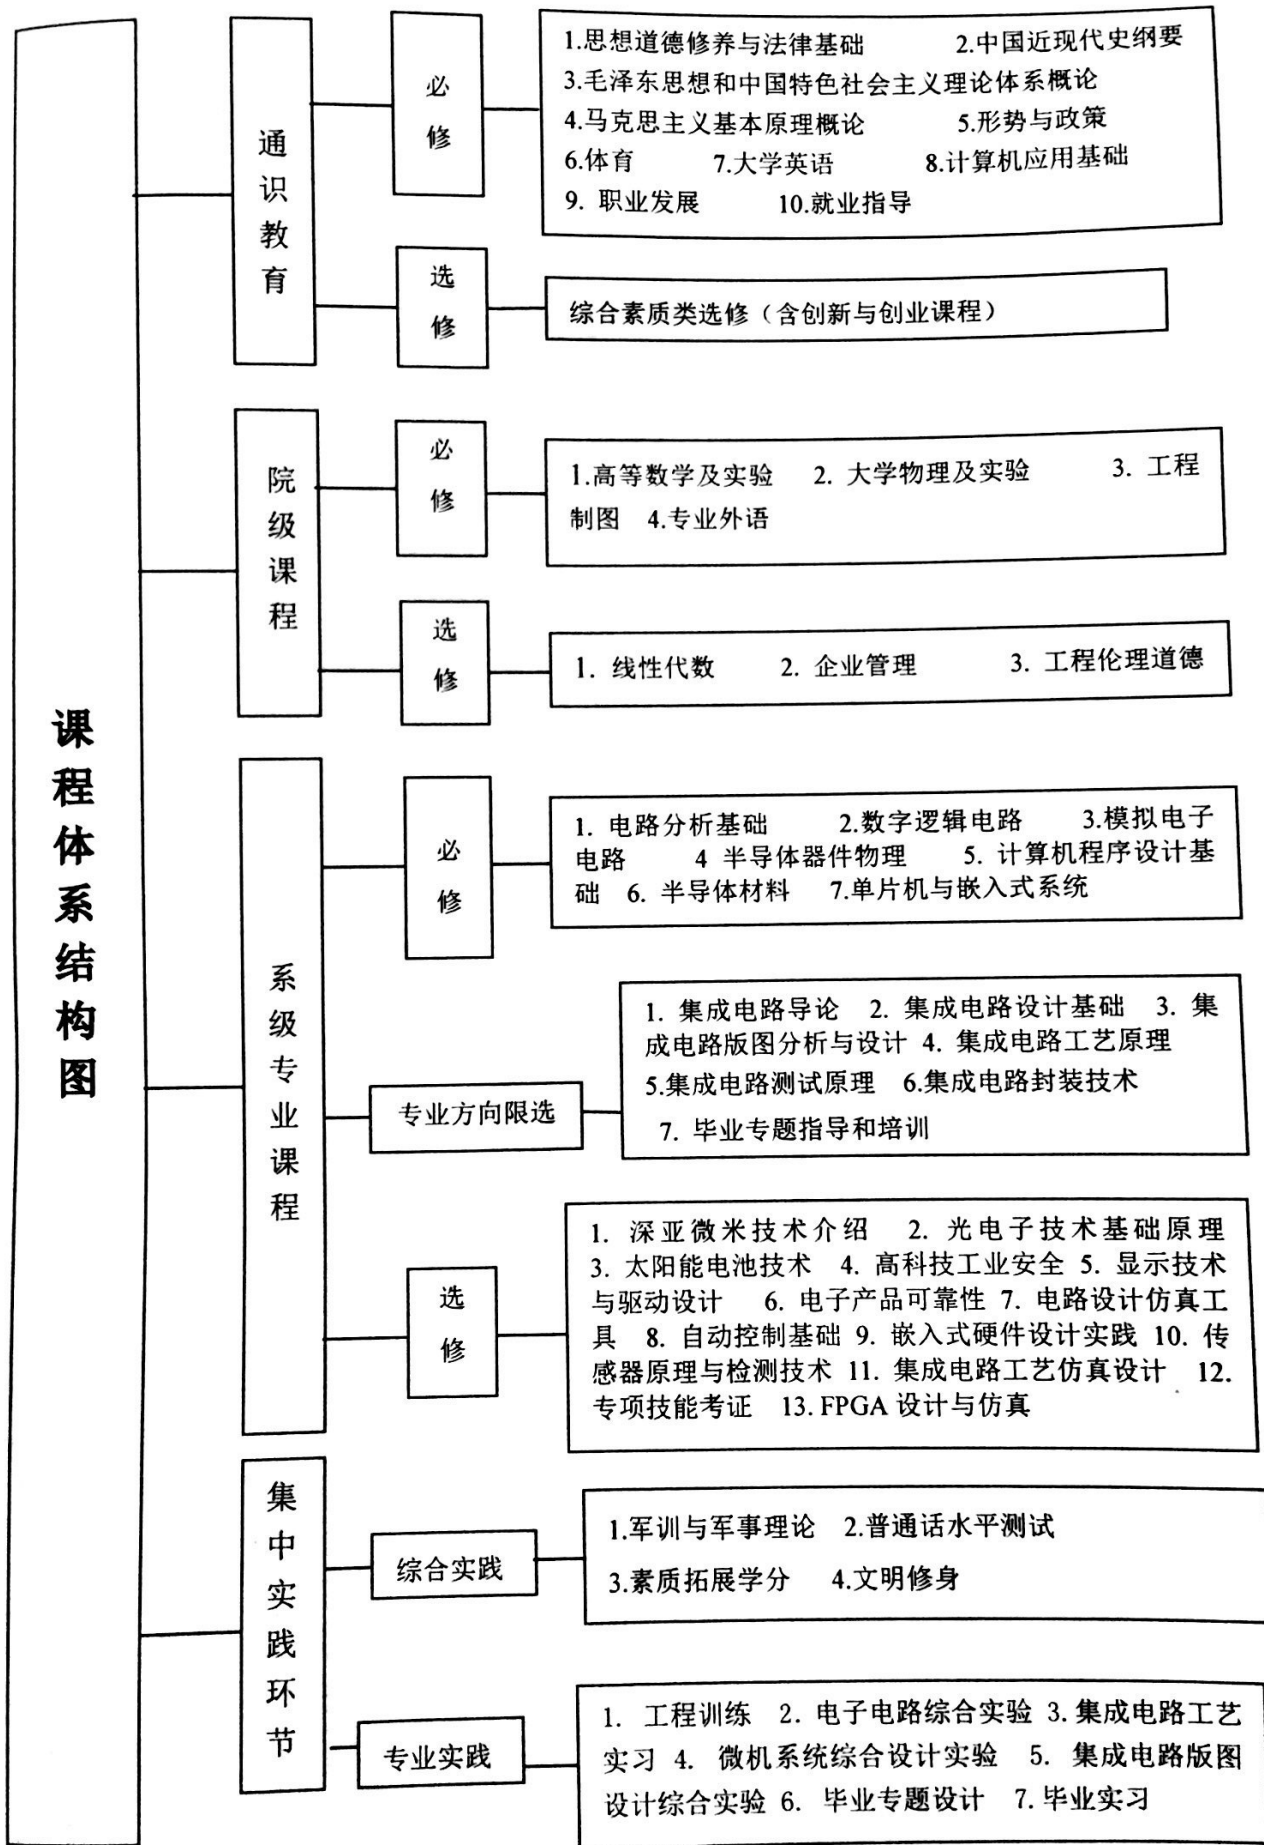 课程体系结构图
通识教育
必修
1.思想道德修养与法律基础 2.中国近现代史纲要
3.毛泽东思想和中国特色社会主义理论体系概论
4.马克思主义基本原理概论 5.形势与政策
6.体育 7.大学英语 8.计算机应用基础
9. 职业发展 10.就业指导
选修
综合素质类选修（含创新与创业课程）
院级课程
必修
1.高等数学及实验 2. 大学物理及实验 3. 工程
制图 4.专业外语
选修
1. 线性代数 2. 企业管理 3. 工程伦理道德
系级专业课程
必修
1. 电路分析基础 2.数字逻辑电路 3.模拟电子
电路 4 半导体器件物理 5. 计算机程序设计基
础 6. 半导体材料 7.单片机与嵌入式系统
专业方向限选
1. 集成电路导论 2. 集成电路设计基础 3. 集
成电路版图分析与设计 4. 集成电路工艺原理
5.集成电路测试原理 6.集成电路封装技术
7. 毕业专题指导和培训
选修
1. 深亚微米技术介绍 2. 光电子技术基础原理
3. 太阳能电池技术 4. 高科技工业安全 5. 显示技术
与驱动设计 6. 电子产品可靠性 7. 电路设计仿真工
具 8. 自动控制基础 9. 嵌入式硬件设计实践 10. 传
感器原理与检测技术 11. 集成电路工艺仿真设计 12.
专项技能考证 13. FPGA 设计与仿真
集中实践环节
综合实践
1.军训与军事理论 2.普通话水平测试
3.素质拓展学分 4.文明修身
专业实践
1. 工程训练 2. 电子电路综合实验 3. 集成电路工艺
实习 4. 微机系统综合设计实验 5. 集成电路版图
设计综合实验 6. 毕业专题设计 7. 毕业实习